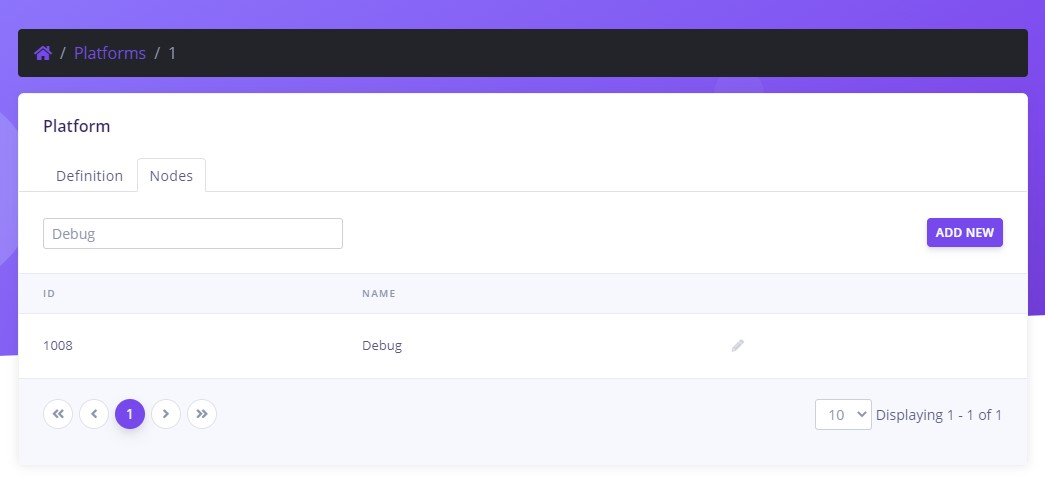 / Platforms / 1
Platform
Definition Nodes
Debug ADD NEW
ID NAME
1008 Debug
1 10 Displaying 1 - 1 of 1